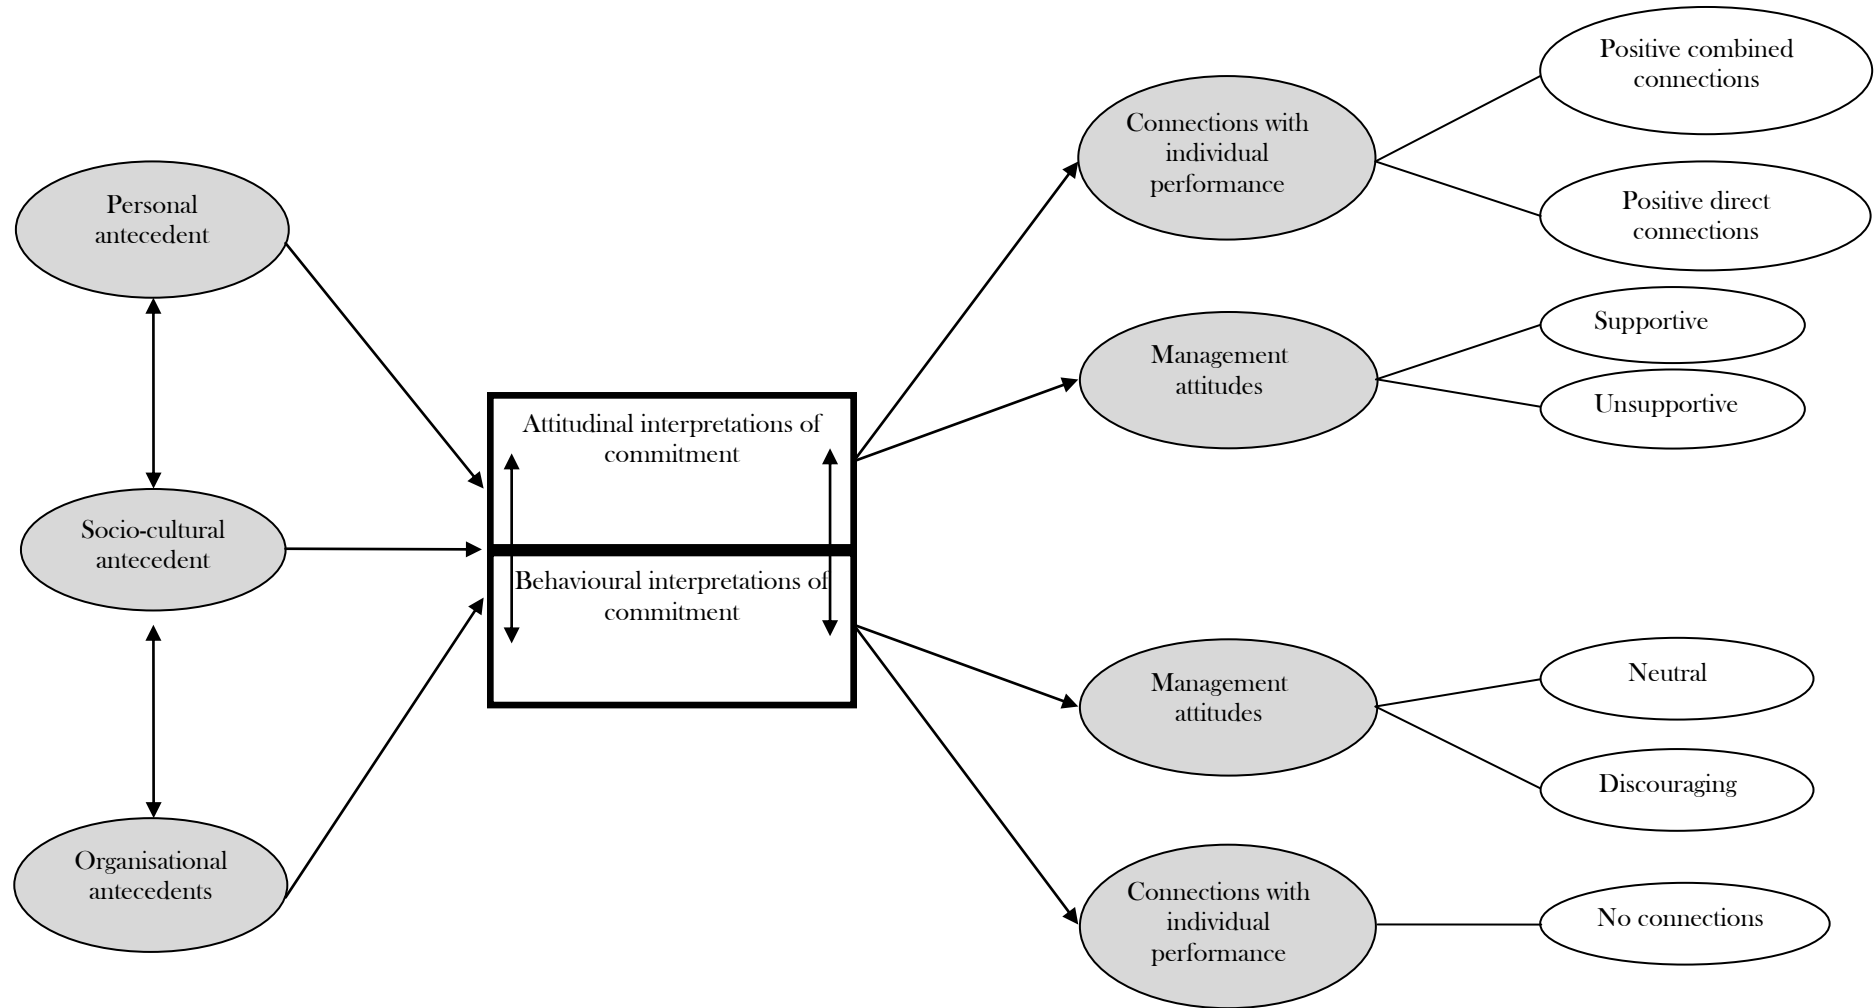 Personal
antecedent
Socio-cultural
antecedent
Organisational
antecedents
Attitudinal interpretations of
commitment
Behavioural interpretations of
commitment
Connections with
individual
performance
Management
attitudes
Management
attitudes
Connections with
individual
performance
Positive combined
connections
Positive direct
connections
Supportive
Unsupportive
Neutral
Discouraging
No connections